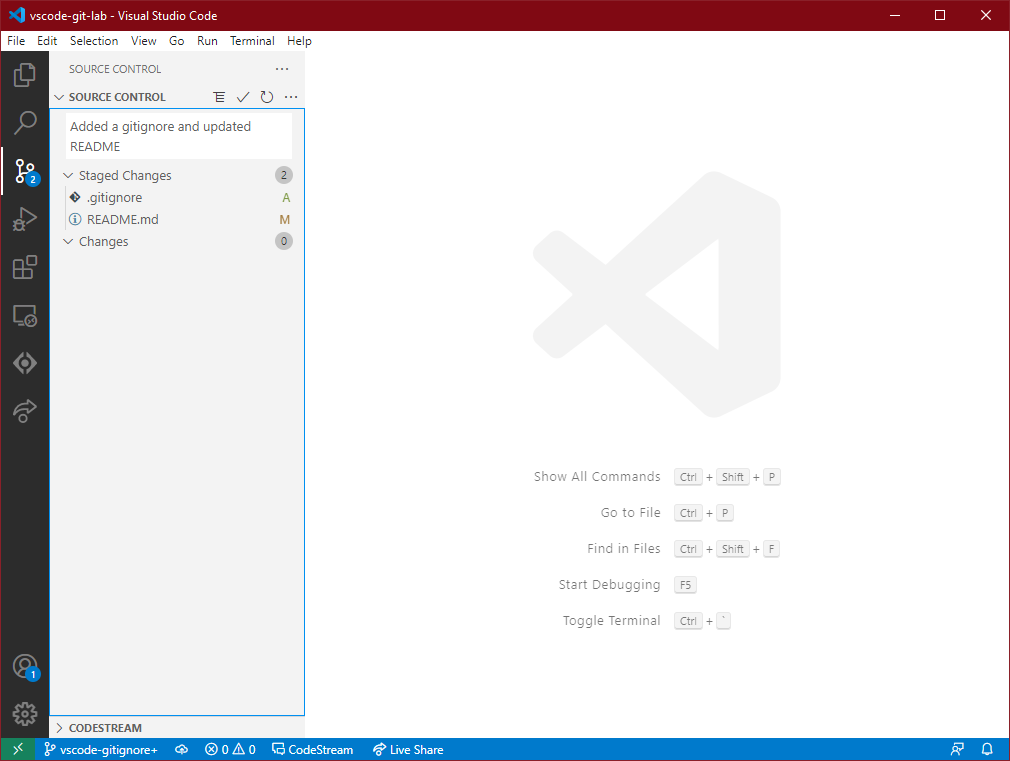 vscode-git-lab - Visual Studio Code
File Edit Selection View Go Run Terminal Help
SOURCE CONTROL
SOURCE CONTROL
Added a gitignore and updated
README
Staged Changes 2
.gitignore A
README.md M
Changes 0
2
Show All Commands Ctrl + Shift + P
Go to File Ctrl + P
Find in Files Ctrl + Shift + F
Start Debugging F5
Toggle Terminal Ctrl + `
1
CODESTREAM
vscode-gitignore+ 0 0 CodeStream Live Share